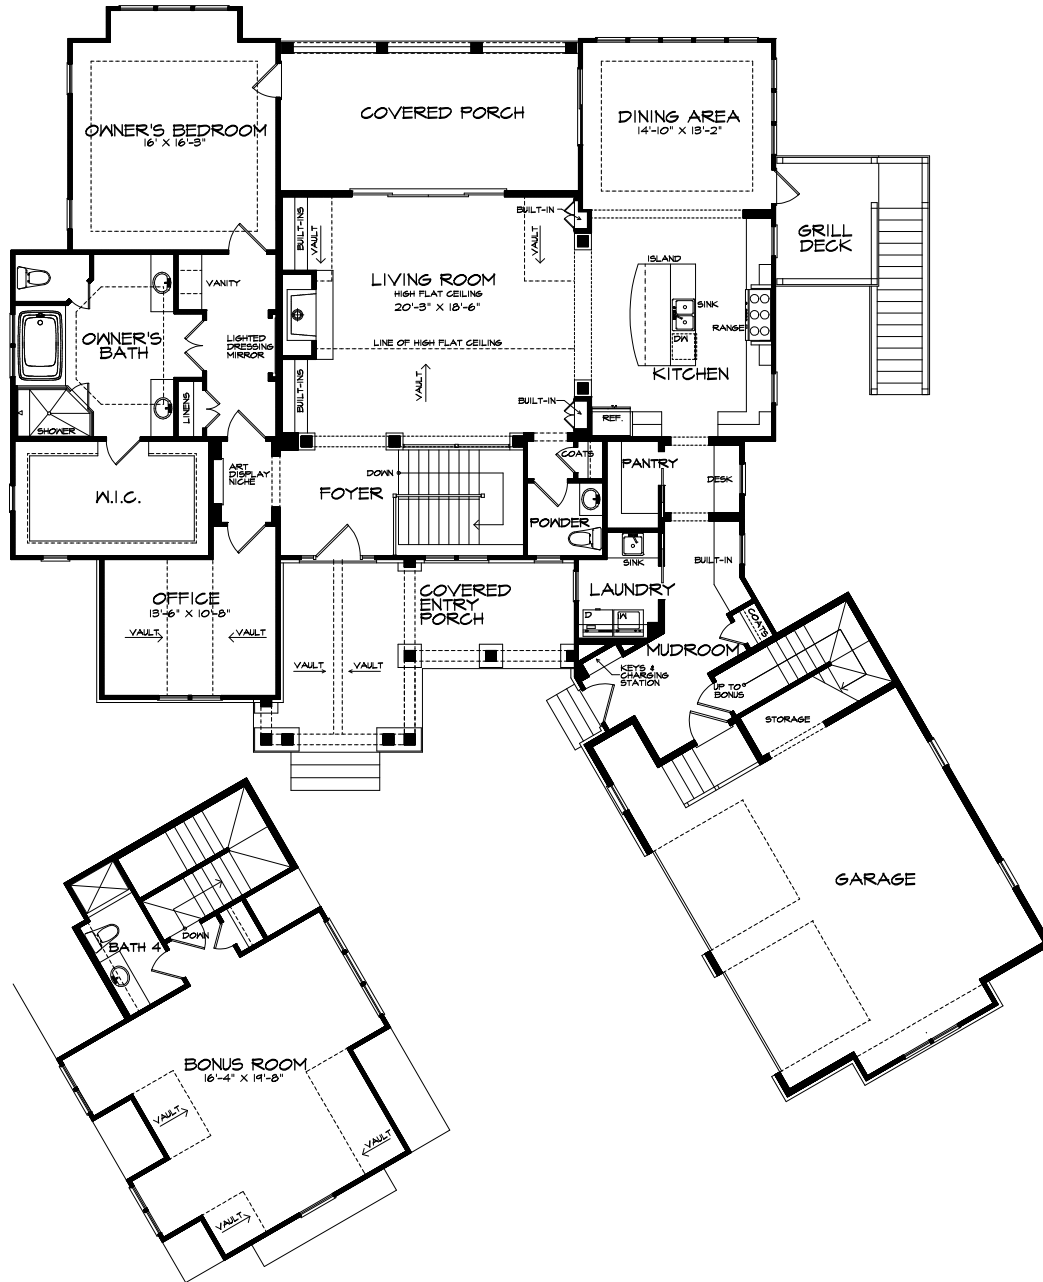 COVERED PORCH
DINING AREA
14'-10" X 13'-2"
OWNER'S BEDROOM
16' X 16'-3"
BUILT-INS
VAULT
BUILT-IN
VAULT
GRILL
DECK
ISLAND
LIVING ROOM
HIGH FLAT CEILING
20'-3" X 18'-6"
VANITY
SINK
RANGE
DW
OWNER'S
BATH
LIGHTED
DRESSING
MIRROR
LINE OF HIGH FLAT CEILING
KITCHEN
VAULT
BUILT-INS
BUILT-IN
LINENS
REF.
SHOWER
COATS
PANTRY
ART
DISPLAY
NICHE
DOWN
DESK
W.I.C.
FOYER
POWDER
SINK
BUILT-IN
LAUNDRY
COVERED
ENTRY
PORCH
OFFICE
13'-6" X 10'-8"
D
W
COATS
VAULT
VAULT
MUDROOM
VAULT
VAULT
KEYS &
CHARGING
STATION
UP TO
BONUS
STORAGE
GARAGE
DOWN
BATH 4
BONUS ROOM
16'-4" X 19'-8"
VAULT
VAULT
VAULT